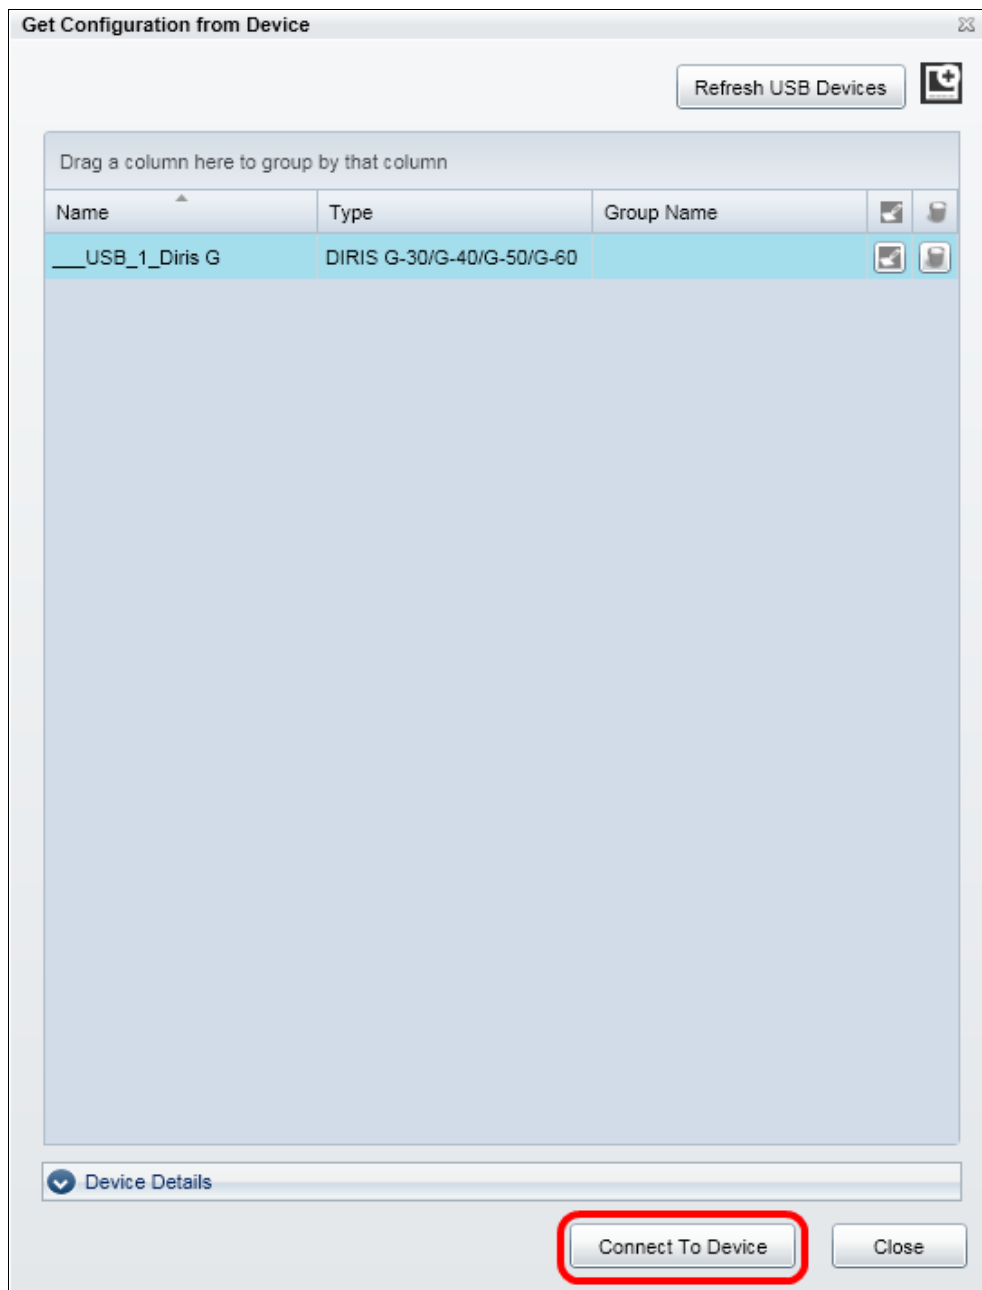 Get Configuration from Device
Refresh USB Devices
Drag a column here to group by that column
Name Type Group Name
___USB_1_Diris G DIRIS G-30/G-40/G-50/G-60
Device Details
Connect To Device Close